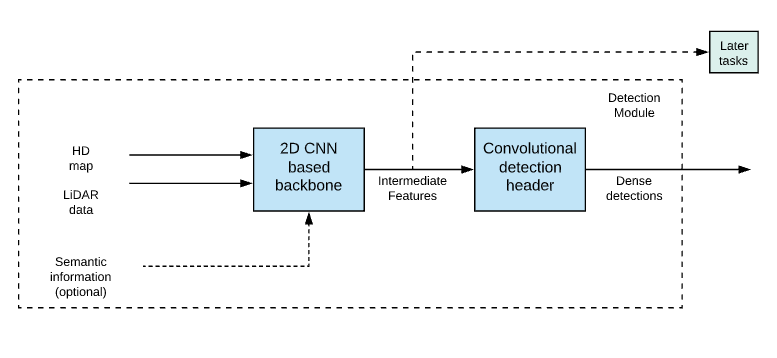 Later
tasks
Detection
Module
HD
map
LiDAR
data
Semantic
information
(optional)
2D CNN
based
backbone
Intermediate
Features
Convolutional
detection
header
Dense
detections